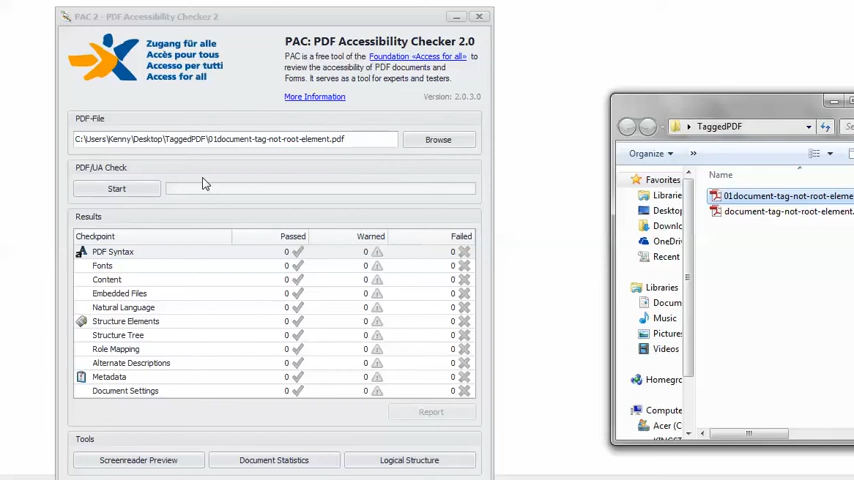 PAC 2 - PDF Accessibility Checker 2
Zugang für alle
Accès pour tous
Accesso per tutti
Access for all
PAC: PDF Accessibility Checker 2.0
PAC is a free tool of the Foundation «Access for all» to
review the accessibility of PDF documents and
Forms. It serves as a tool for experts and testers.
More Information
Version: 2.0.3.0
PDF-File
C:\Users\Kenny\Desktop\TaggedPDF\01document-tag-not-root-element.pdf
Browse
PDF/UA Check
Start
Results
Checkpoint Passed Warned Failed
PDF Syntax 0 0 0
Fonts 0 0 0
Content 0 0 0
Embedded Files 0 0 0
Natural Language 0 0 0
Structure Elements 0 0 0
Structure Tree 0 0 0
Role Mapping 0 0 0
Alternate Descriptions 0 0 0
Metadata 0 0 0
Document Settings 0 0 0
Report
Tools
Screenreader Preview Document Statistics Logical Structure
TaggedPDF
Organize »
Name
Favorites
Librarie
Desktop
Downlo
OneDriv
Recent
Libraries
Docum
Music
Pictures
Videos
Homegro
Compute
Acer (C
01document-tag-not-root-eleme
document-tag-not-root-element.